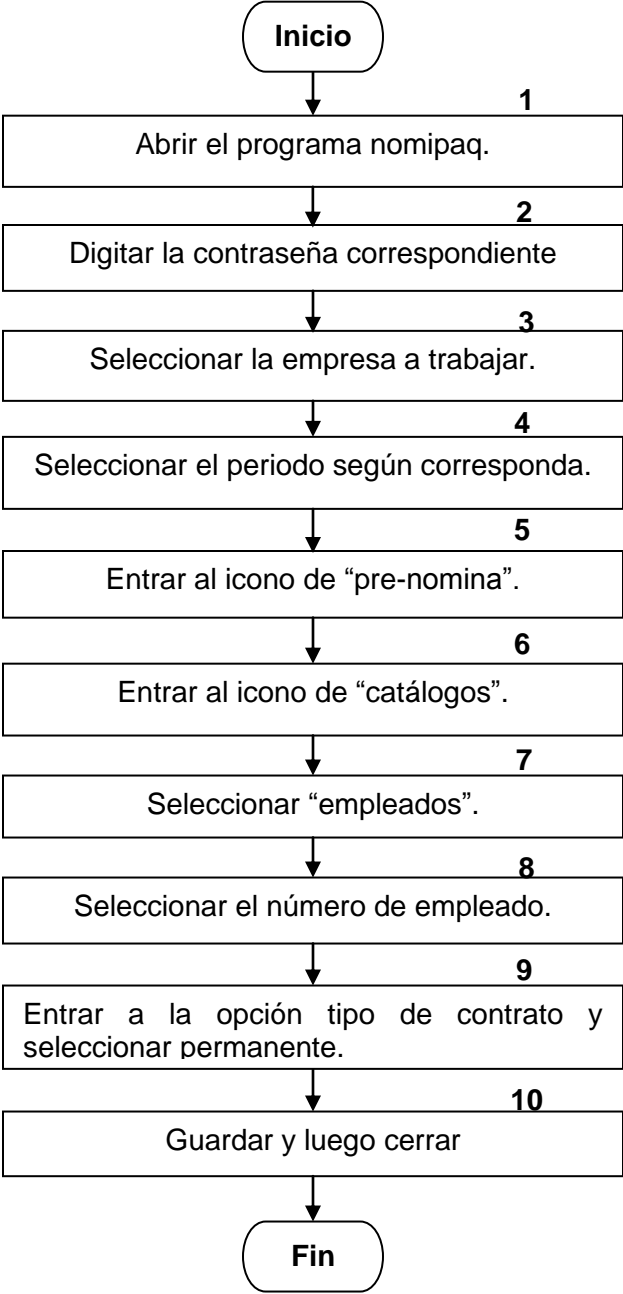 Inicio
1
Abrir el programa nomipaq.
2
Digitar la contraseña correspondiente
3
Seleccionar la empresa a trabajar.
4
Seleccionar el periodo según corresponda.
5
Entrar al icono de “pre-nomina”.
6
Entrar al icono de “catálogos”.
7
Seleccionar “empleados”.
8
Seleccionar el número de empleado.
9
Entrar a la opción tipo de contrato y
seleccionar permanente.
10
Guardar y luego cerrar
Fin